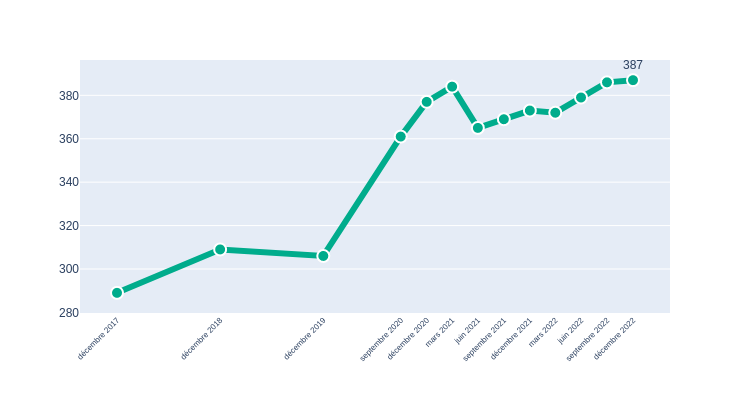 387
380
360
340
320
300
280
décembre 2017
décembre 2018
décembre 2019
septembre 2020
décembre 2020
mars 2021
juin 2021
septembre 2021
décembre 2021
mars 2022
juin 2022
septembre 2022
décembre 2022